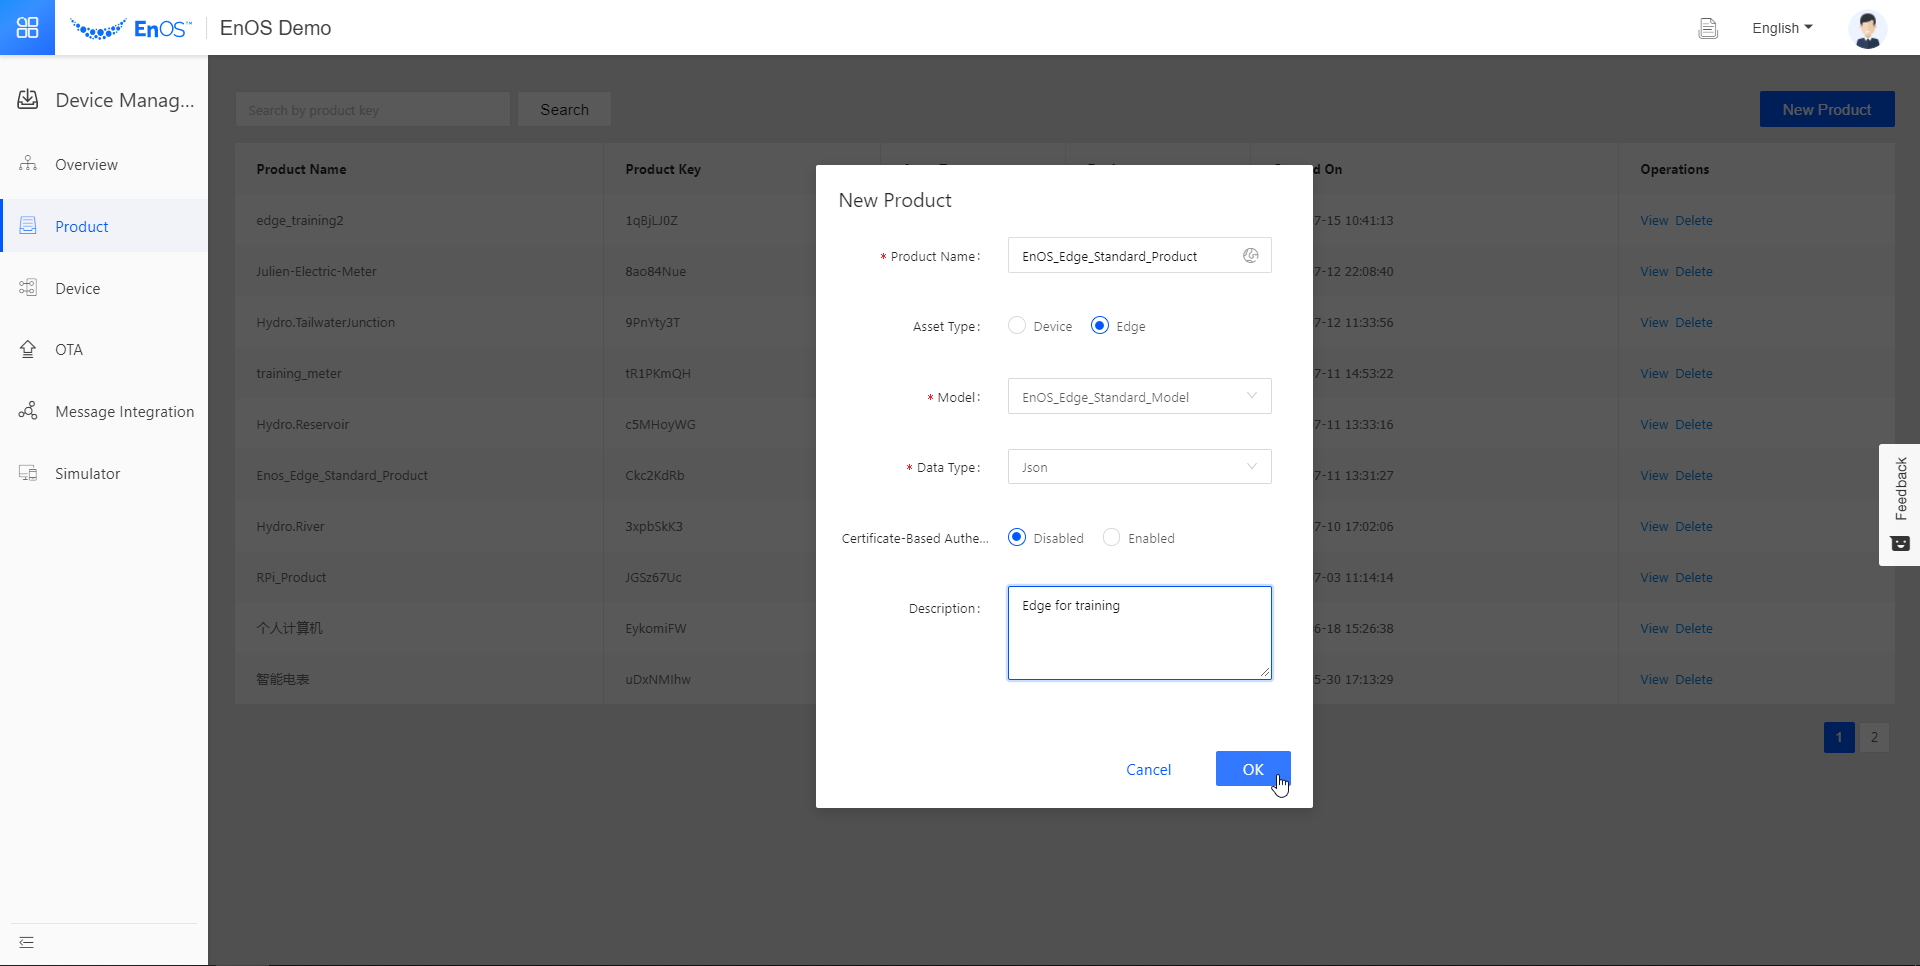 EnOS™ EnOS Demo English
Device Manag...
Overview
Product
Device
OTA
Message Integration
Simulator
Search by product key Search New Product
Product Name Product Key d On Operations
edge_training2 1qBjLJ0Z 7-15 10:41:13 View Delete
Julien-Electric-Meter 8ao84Nue 7-12 22:08:40 View Delete
Hydro.TailwaterJunction 9PnYty3T 7-12 11:33:56 View Delete
training_meter tR1PKmQH 7-11 14:53:22 View Delete
Hydro.Reservoir c5MHoyWG 7-11 13:33:16 View Delete
Enos_Edge_Standard_Product Ckc2KdRb 7-11 13:31:27 View Delete
Hydro.River 3xpbSkK3 7-10 17:02:06 View Delete
RPi_Product JGSz67Uc 7-03 11:14:14 View Delete
个人计算机 EykomiFW 6-18 15:26:38 View Delete
智能电表 uDxNMIhw 5-30 17:13:29 View Delete
1 2
New Product
* Product Name: EnOS_Edge_Standard_Product
Asset Type: Device Edge
* Model: EnOS_Edge_Standard_Model
* Data Type: Json
Certificate-Based Authe... Disabled Enabled
Description: Edge for training
Cancel OK
Feedback